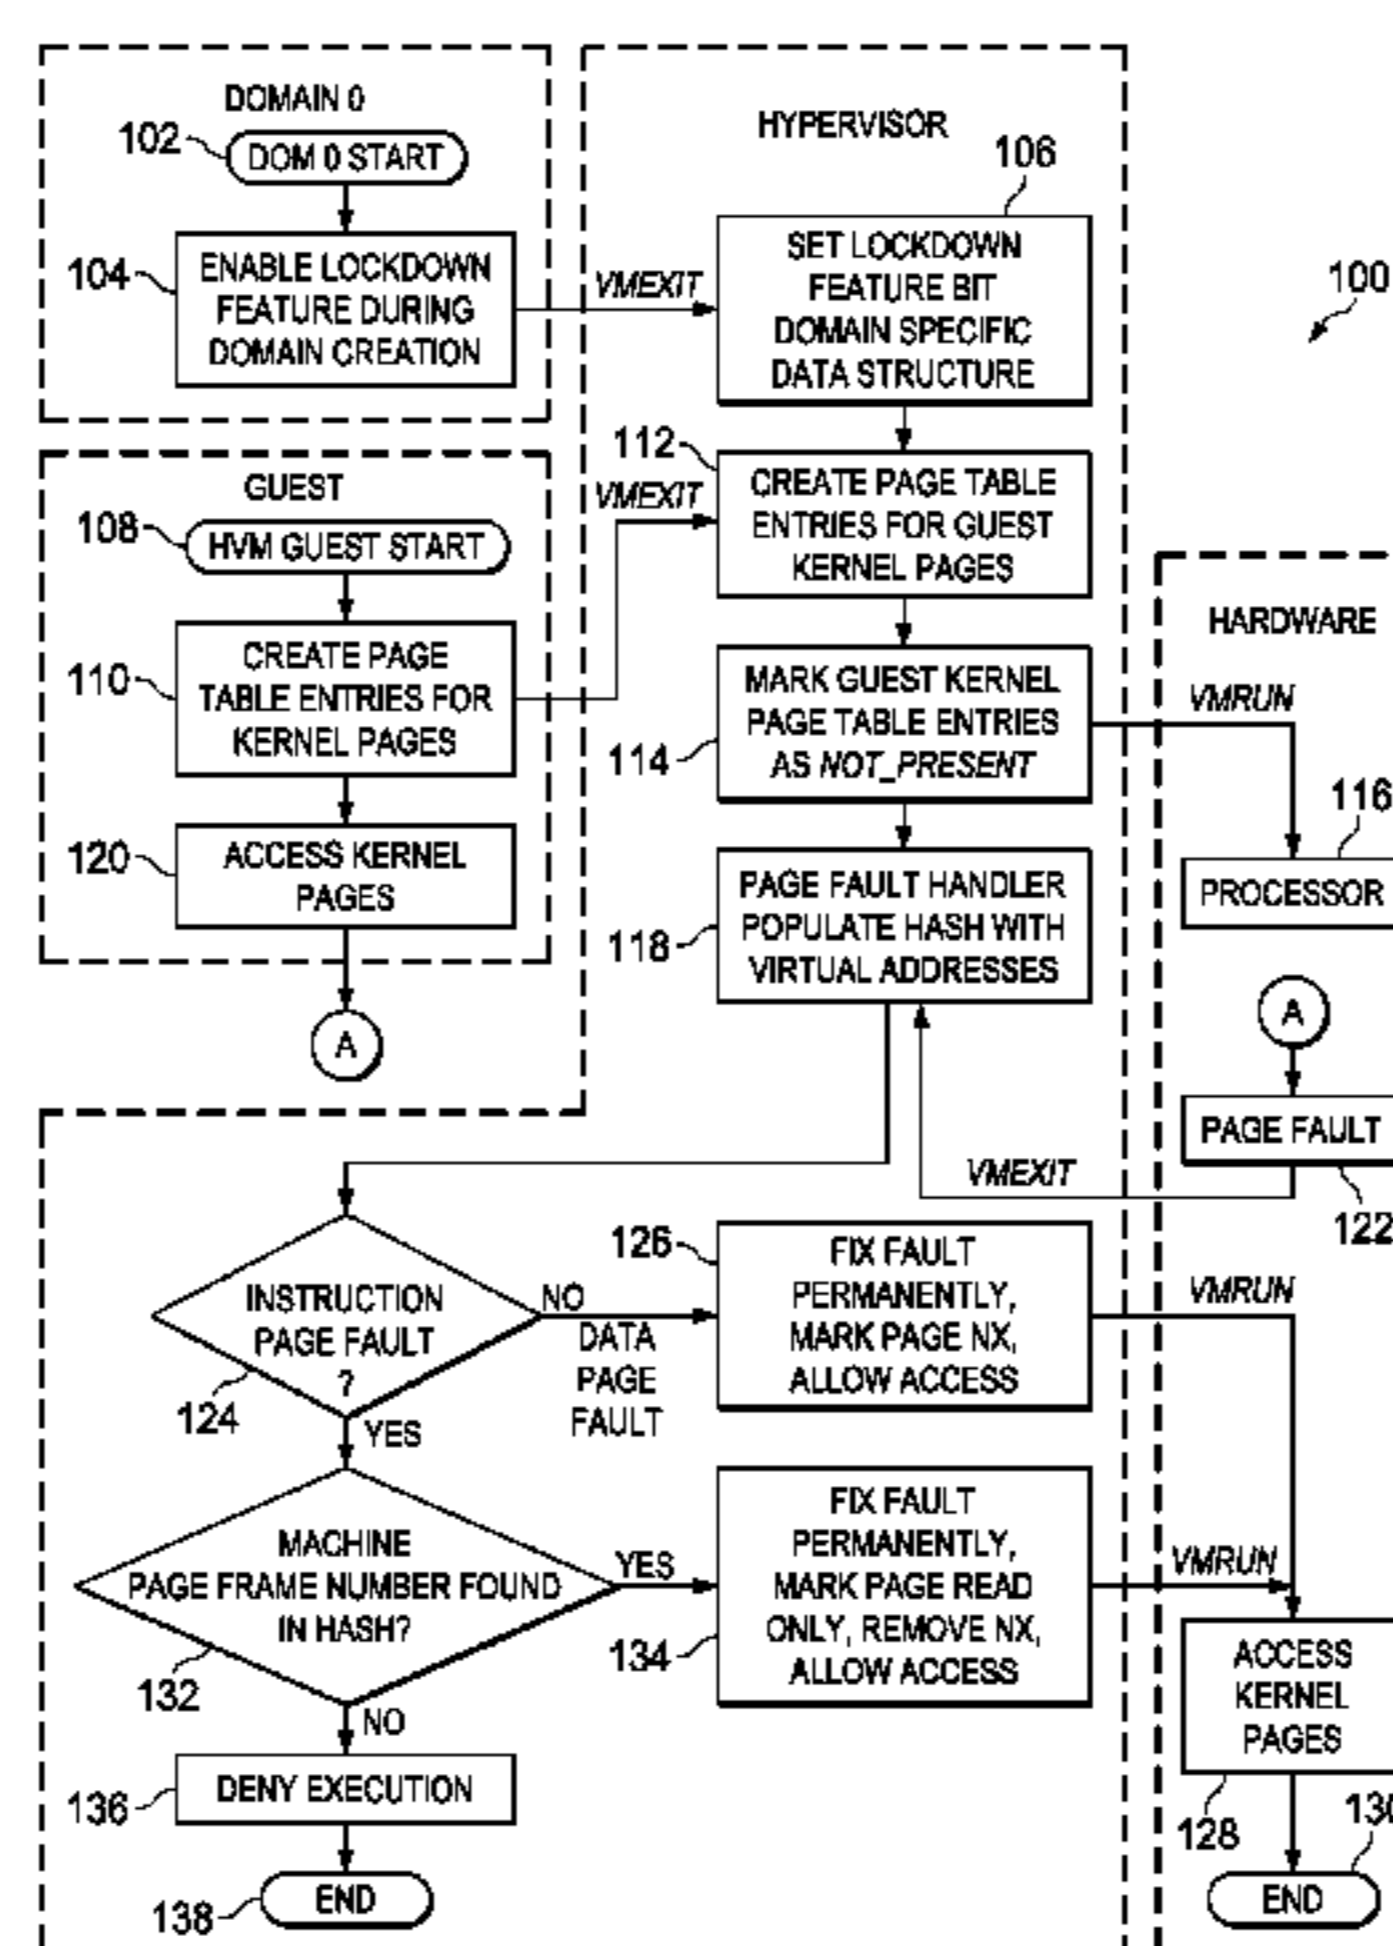 DOMAIN 0
102
DOM 0 START
104
ENABLE LOCKDOWN
FEATURE DURING
DOMAIN CREATION
VMEXIT
HYPERVISOR
106
SET LOCKDOWN
FEATURE BIT
DOMAIN SPECIFIC
DATA STRUCTURE
100
GUEST
108
HVM GUEST START
110
CREATE PAGE
TABLE ENTRIES FOR
KERNEL PAGES
120
ACCESS KERNEL
PAGES
A
112
VMEXIT
CREATE PAGE TABLE
ENTRIES FOR GUEST
KERNEL PAGES
114
MARK GUEST KERNEL
PAGE TABLE ENTRIES
AS NOT_PRESENT
118
PAGE FAULT HANDLER
POPULATE HASH WITH
VIRTUAL ADDRESSES
HARDWARE
VMRUN
116
PROCESSOR
A
PAGE FAULT
122
VMEXIT
INSTRUCTION
PAGE FAULT
?
124
NO
DATA
PAGE
FAULT
YES
126
FIX FAULT
PERMANENTLY,
MARK PAGE NX,
ALLOW ACCESS
VMRUN
MACHINE
PAGE FRAME NUMBER FOUND
IN HASH?
132
YES
NO
134
FIX FAULT
PERMANENTLY,
MARK PAGE READ
ONLY, REMOVE NX,
ALLOW ACCESS
VMRUN
ACCESS
KERNEL
PAGES
128
136
DENY EXECUTION
138
END
130
END